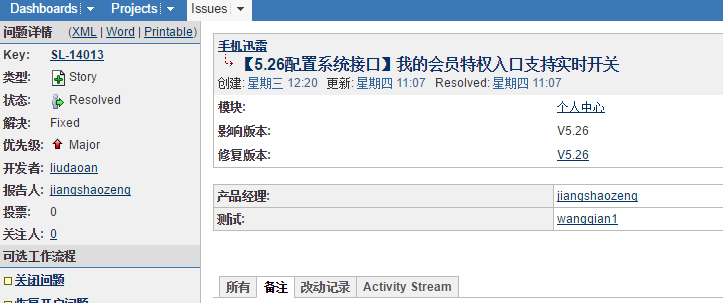 Dashboards Projects Issues
问题详情 (XML | Word | Printable)
Key: SL-14013
类型: Story
状态: Resolved
解决: Fixed
优先级: Major
开发者: liudaoan
报告人: jiangshaozeng
投票: 0
关注人: 0
可选工作流程
关闭问题
恢复开启问题
手机迅雷
【5.26配置系统接口】我的会员特权入口支持实时开关
创建: 星期三 12:20 更新: 星期四 11:07 Resolved: 星期四 11:07
模块: 个人中心
影响版本: V5.26
修复版本: V5.26
产品经理: jiangshaozeng
测试: wangqian1
所有 备注 改动记录 Activity Stream